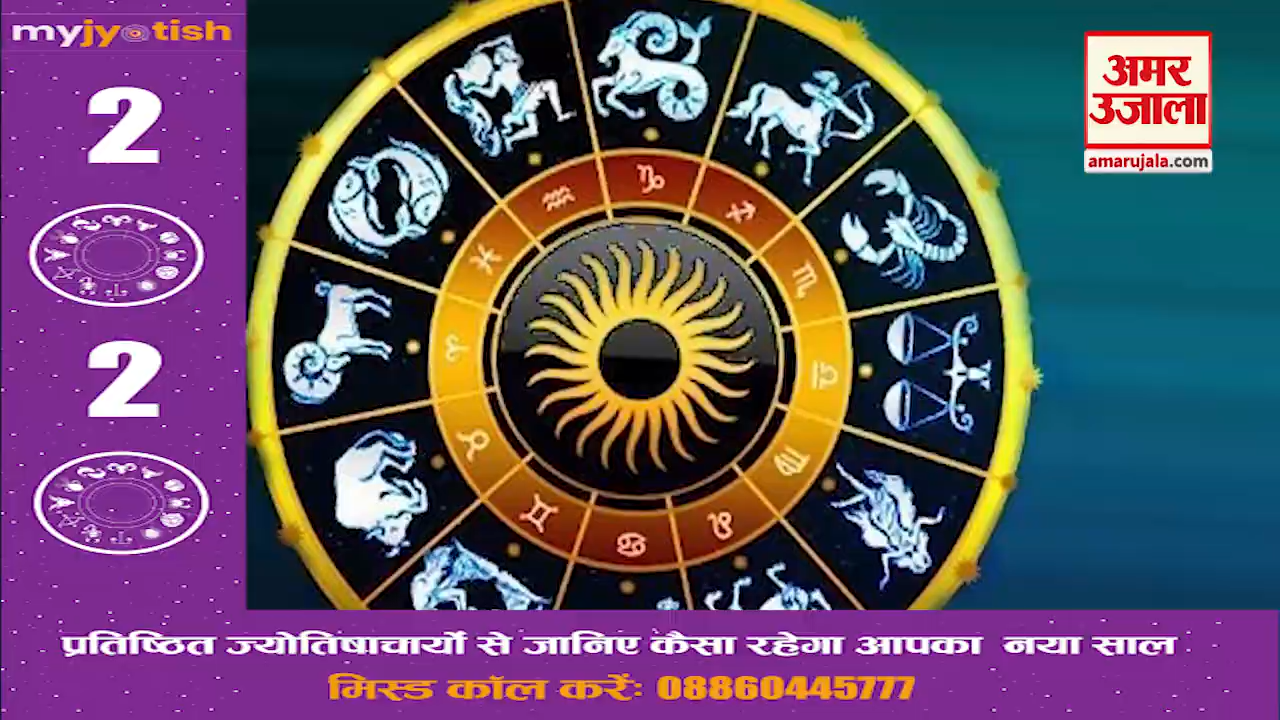 myjyotish
2
2
अमर
उजाला
amarujala.com
प्रतिष्ठित ज्योतिषाचार्यो से जानिए कैसा रहेगा आपका नया साल
मिस्ड कॉल करेंः 08860445777